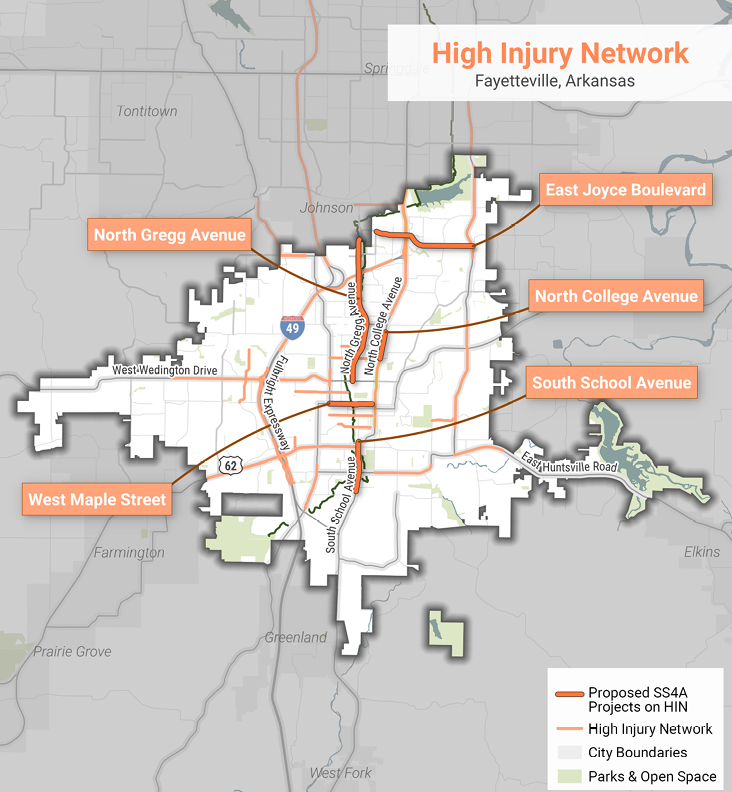 High Injury Network
Fayetteville, Arkansas
Springdale
Tontitown
Johnson
East Joyce Boulevard
North Gregg Avenue
North College Avenue
North Gregg Avenue
North College Avenue
49
West Wedington Drive
Fulbright Expressway
South School Avenue
62
East Huntsville Road
West Maple Street
South School Avenue
Farmington
Elkins
Greenland
Prairie Grove
West Fork
Proposed SS4A
Projects on HIN
High Injury Network
City Boundaries
Parks & Open Space